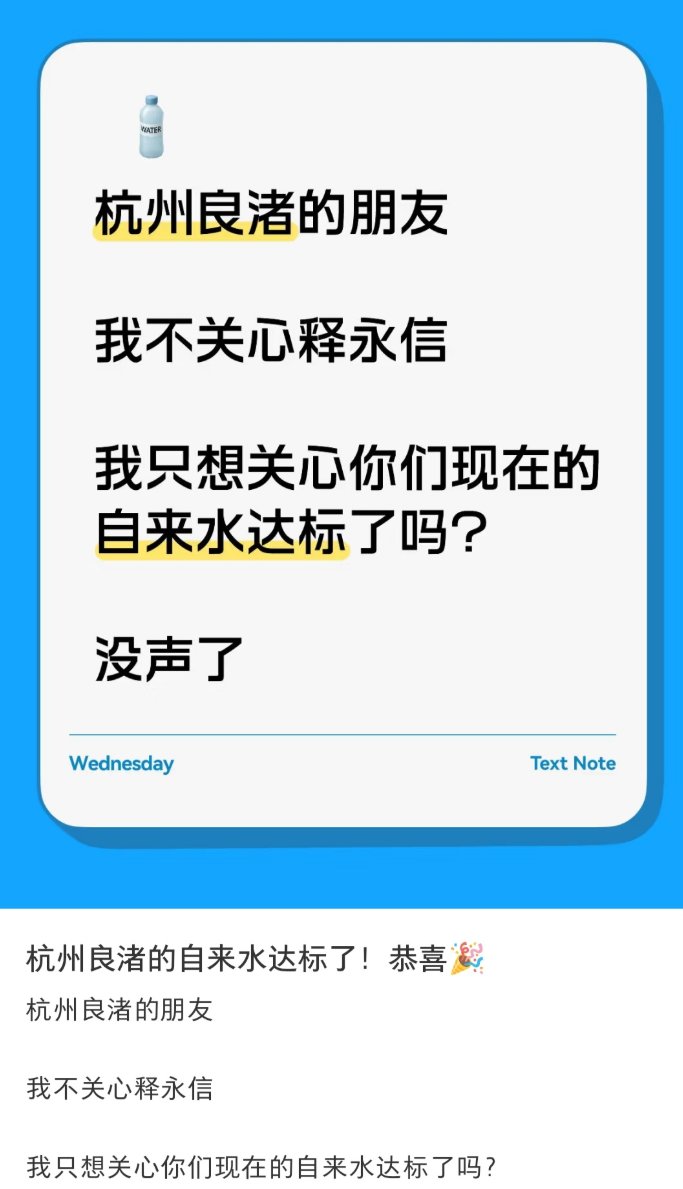 WATER
杭州良渚的朋友
我不关心释永信
我只想关心你们现在的
自来水达标了吗?
没声了
Wednesday
Text Note
杭州良渚的自来水达标了！恭喜🎉
杭州良渚的朋友
我不关心释永信
我只想关心你们现在的自来水达标了吗?